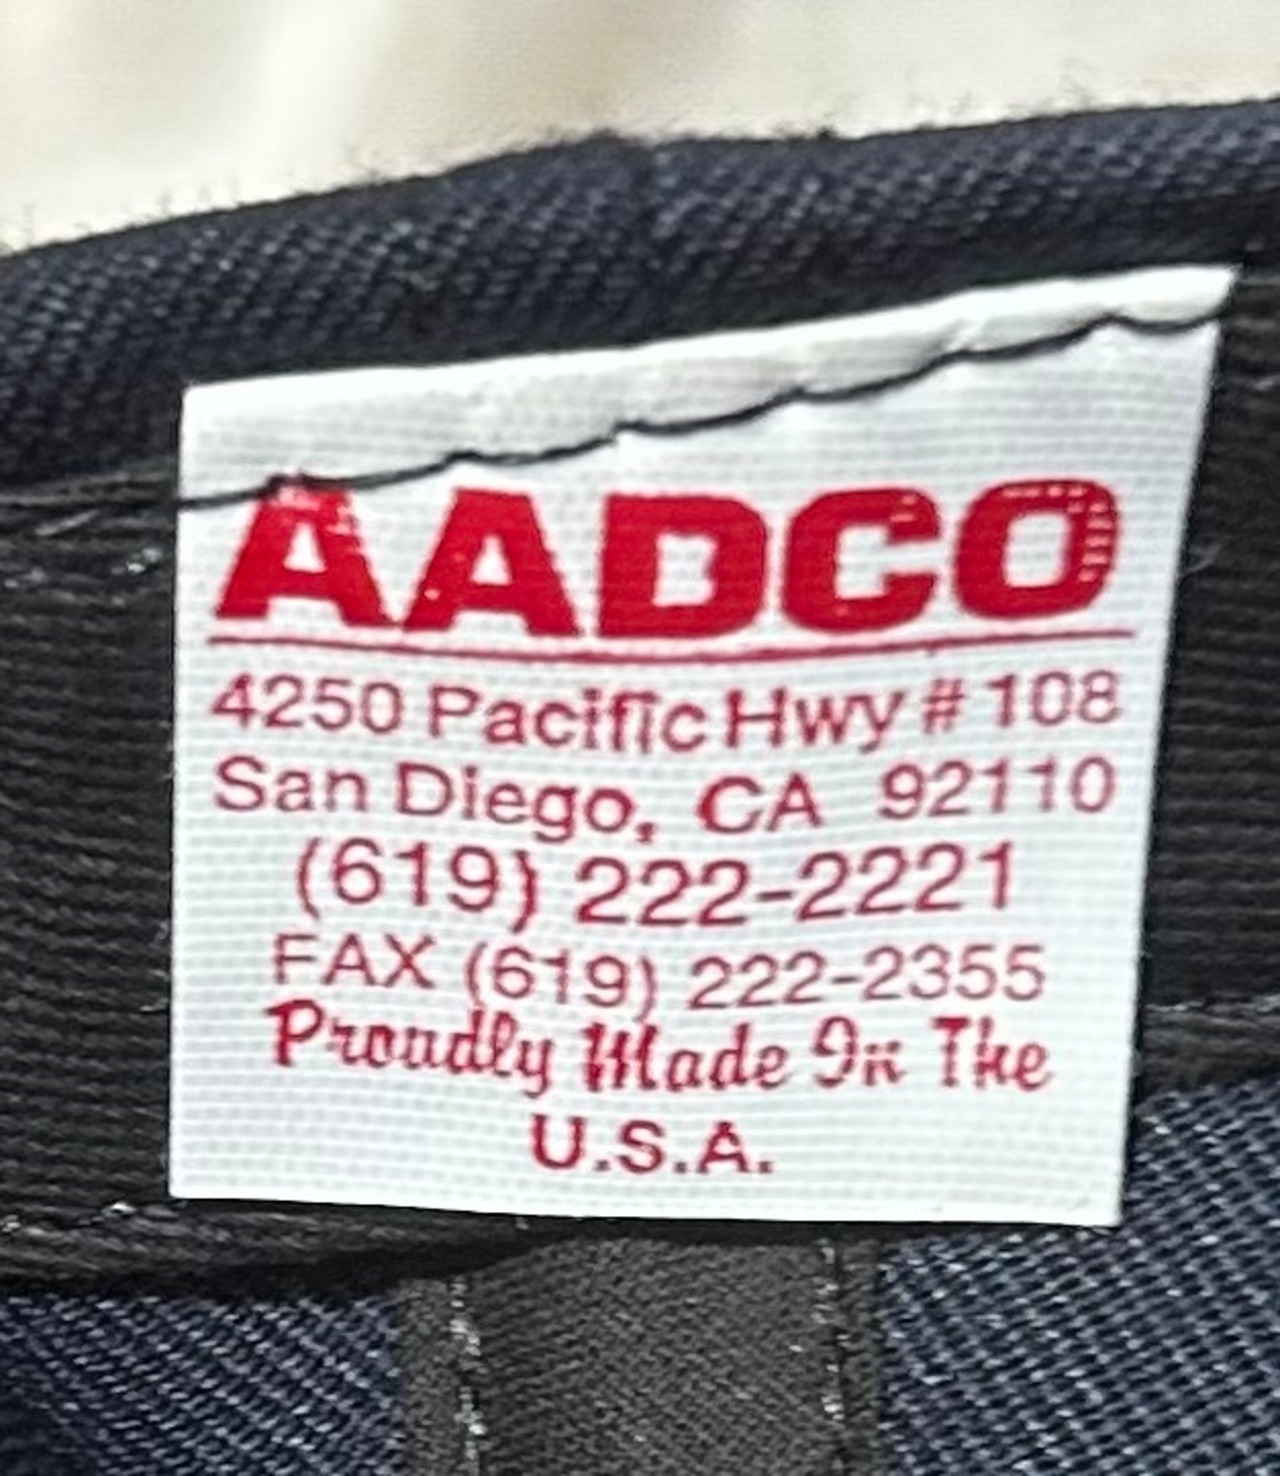 AADCO
4250 Pacific Hwy # 108
San Diego, CA 92110
(619) 222-2221
FAX (619) 222-2355
Proudly Made In The
U.S.A.